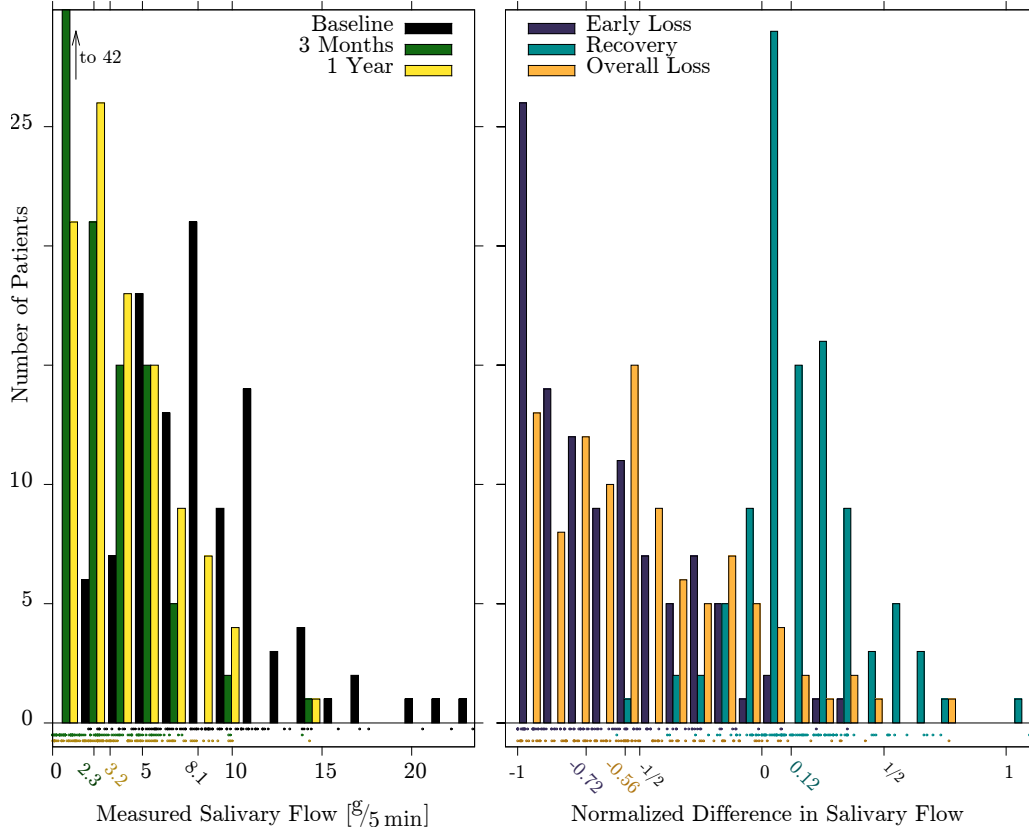 Baseline
3 Months
1 Year
to 42
Early Loss
Recovery
Overall Loss
Number of Patients
25
10
5
0
0
2.3
3.2
5
8.1
10
15
20
Measured Salivary Flow [g/5 min]
-1
-0.72
-0.56
-1/2
0
0.12
1/2
1
Normalized Difference in Salivary Flow